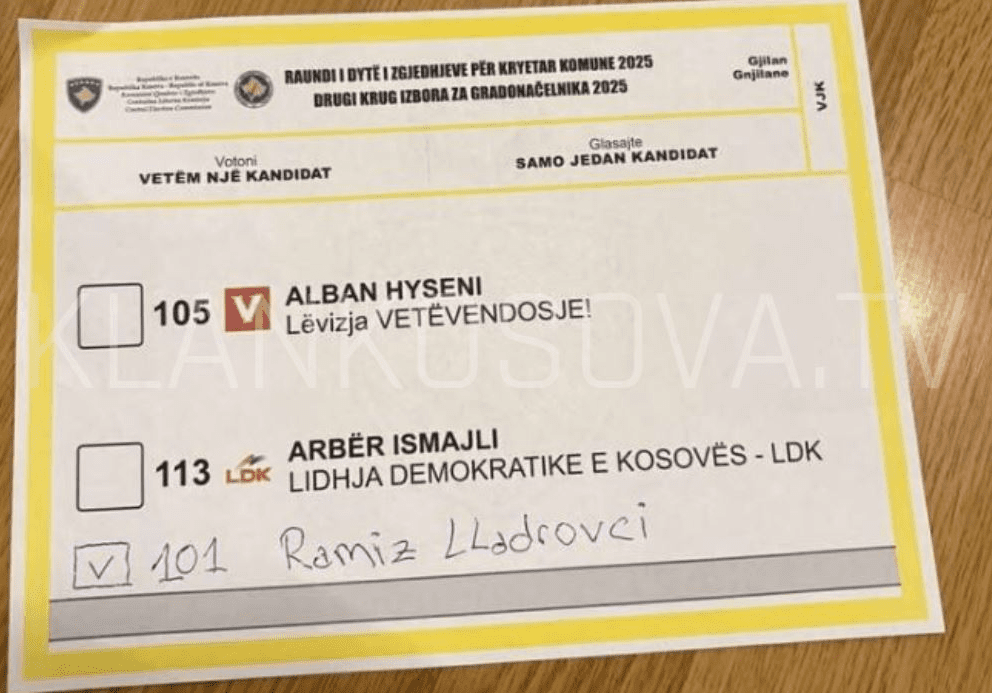 Republika e Kosovës
Republika Kosova - Republic of Kosovo
Komisioni Qendror i Zgjedhjeve
Centralna Izborna Komisija
Central Election Commission
RAUNDI I DYTË I ZGJEDHJEVE PËR KRYETAR KOMUNE 2025
DRUGI KRUG IZBORA ZA GRADONAČELNIKA 2025
Gjilan
Gnjilane
VJK
Votoni
VETËM NJË KANDIDAT
Glasajte
SAMO JEDAN KANDIDAT
105 V ALBAN HYSENI
Lëvizja VETËVENDOSJE!
KLANKOSOVA.TV
113 LDK ARBËR ISMAJLI
LIDHJA DEMOKRATIKE E KOSOVËS - LDK
V 101 Ramiz LLadrovci